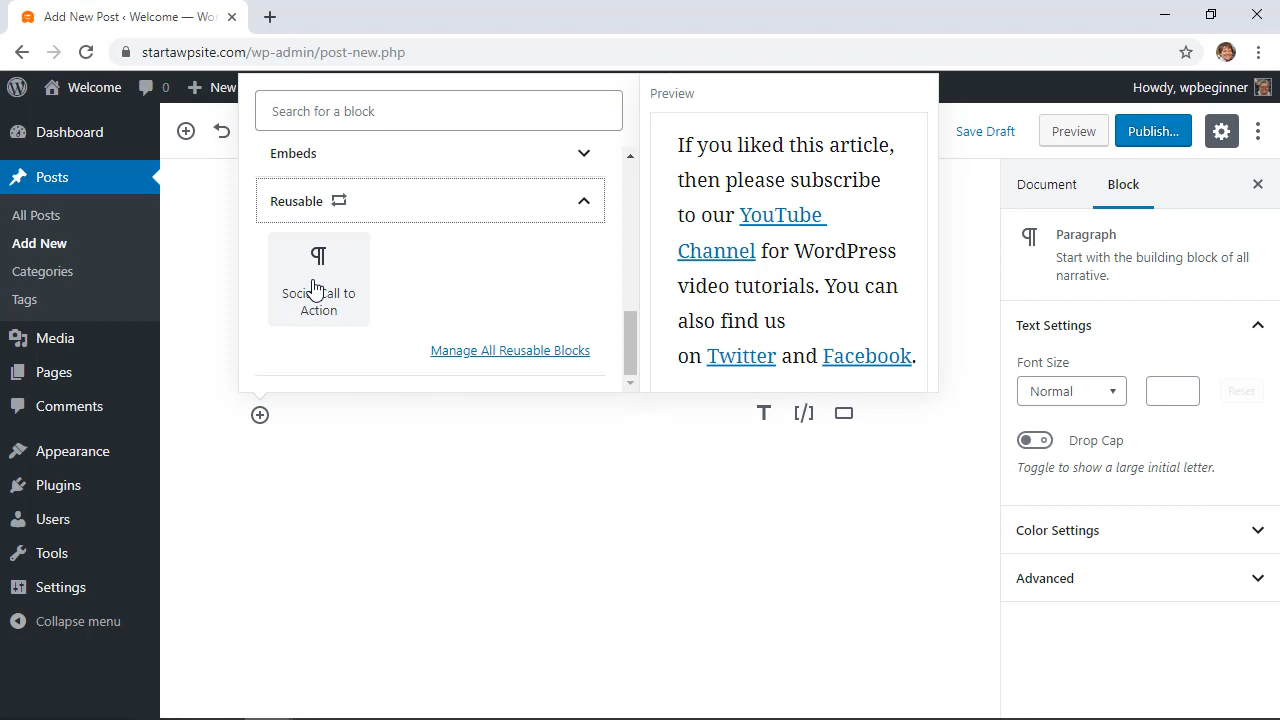 Add New Post ‹ Welcome — Wor
startawpsite.com/wp-admin/post-new.php
Welcome 0 New Howdy, wpbeginner
Dashboard
Posts
All Posts
Add New
Categories
Tags
Media
Pages
Comments
Appearance
Plugins
Users
Tools
Settings
Collapse menu
Search for a block
Embeds
Reusable
Social Call to
Action
Manage All Reusable Blocks
Preview
If you liked this article,
then please subscribe
to our YouTube
Channel for WordPress
video tutorials. You can
also find us
on Twitter and Facebook.
Save Draft Preview Publish...
Document Block
Paragraph
Start with the building block of all
narrative.
Text Settings
Font Size
Normal Reset
Drop Cap
Toggle to show a large initial letter.
Color Settings
Advanced